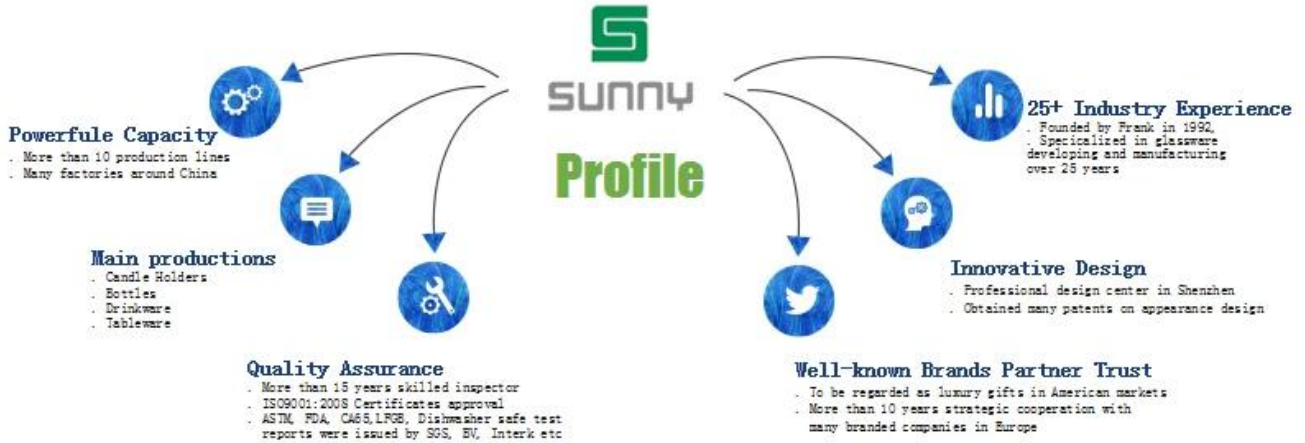 SUNNY
Profile
Powerfule Capacity
. More than 10 production lines
. Many factories around China
Main productions
. Candle Holders
. Bottles
. Drinkware
. Tableware
Quality Assurance
. More than 15 years skilled inspector
. ISO9001:2008 Certificates approval
. ASTM, FDA, CA65,LFGB, Dishwasher safe test
reports were issued by SGS, BV, Interk etc
25+ Industry Experience
. Founded by Frank in 1992,
. Specicalized in glassware
developing and manufacturing
over 25 years
Innovative Design
. Professional design center in Shenzhen
. Obtained many patents on appearance design
Well-known Brands Partner Trust
. To be regarded as luxury gifts in American markets
. More than 10 years strategic cooperation with
many branded companies in Europe